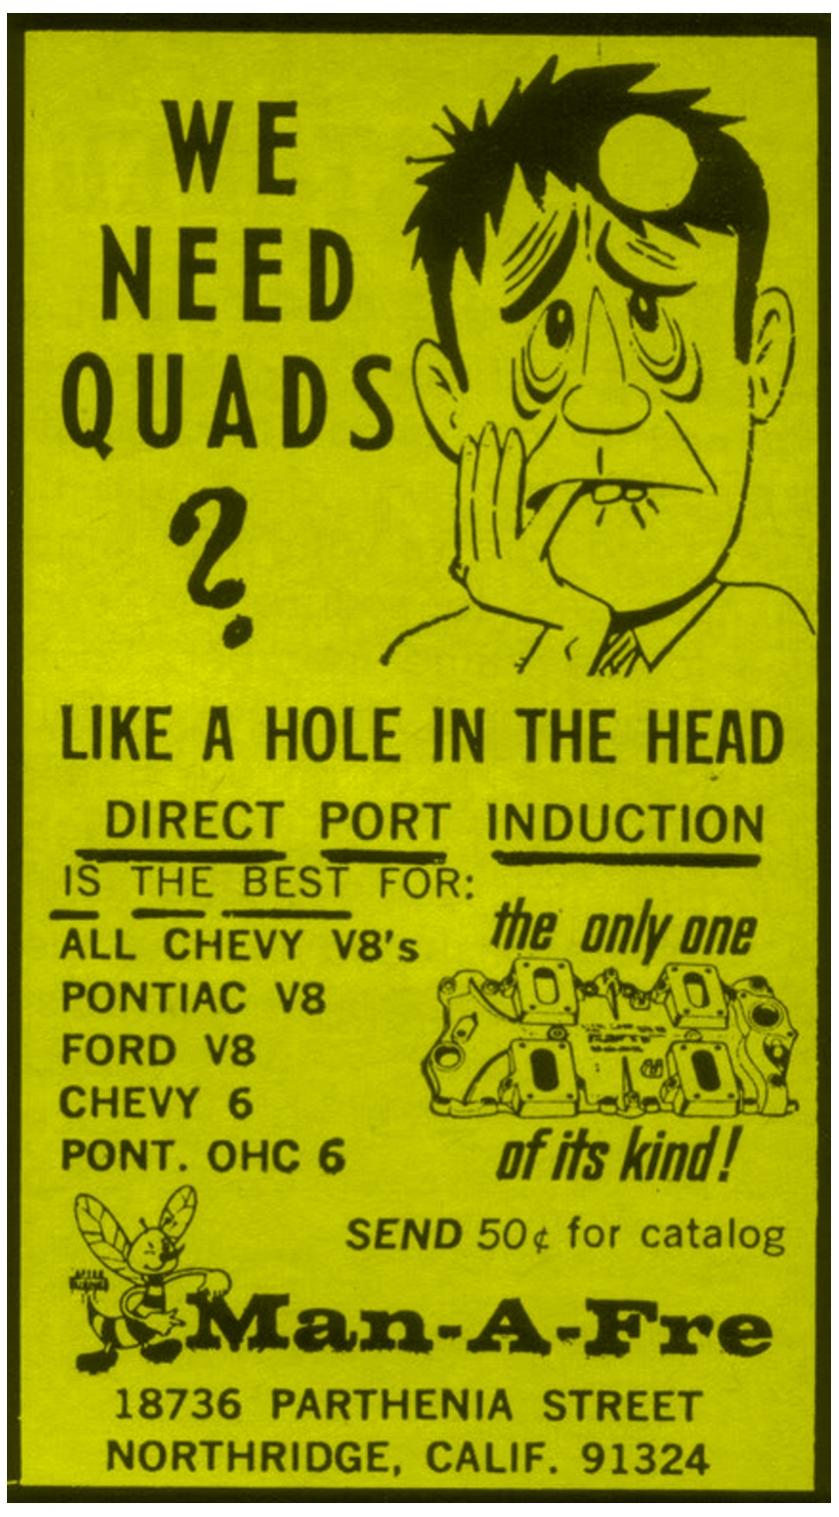 WE
NEED
QUADS
?
LIKE A HOLE IN THE HEAD
DIRECT PORT INDUCTION
IS THE BEST FOR:
ALL CHEVY V8's
PONTIAC V8
FORD V8
CHEVY 6
PONT. OHC 6
the only one
of its kind!
SEND 50¢ for catalog
Man-A-Fre
18736 PARTHENIA STREET
NORTHRIDGE, CALIF. 91324